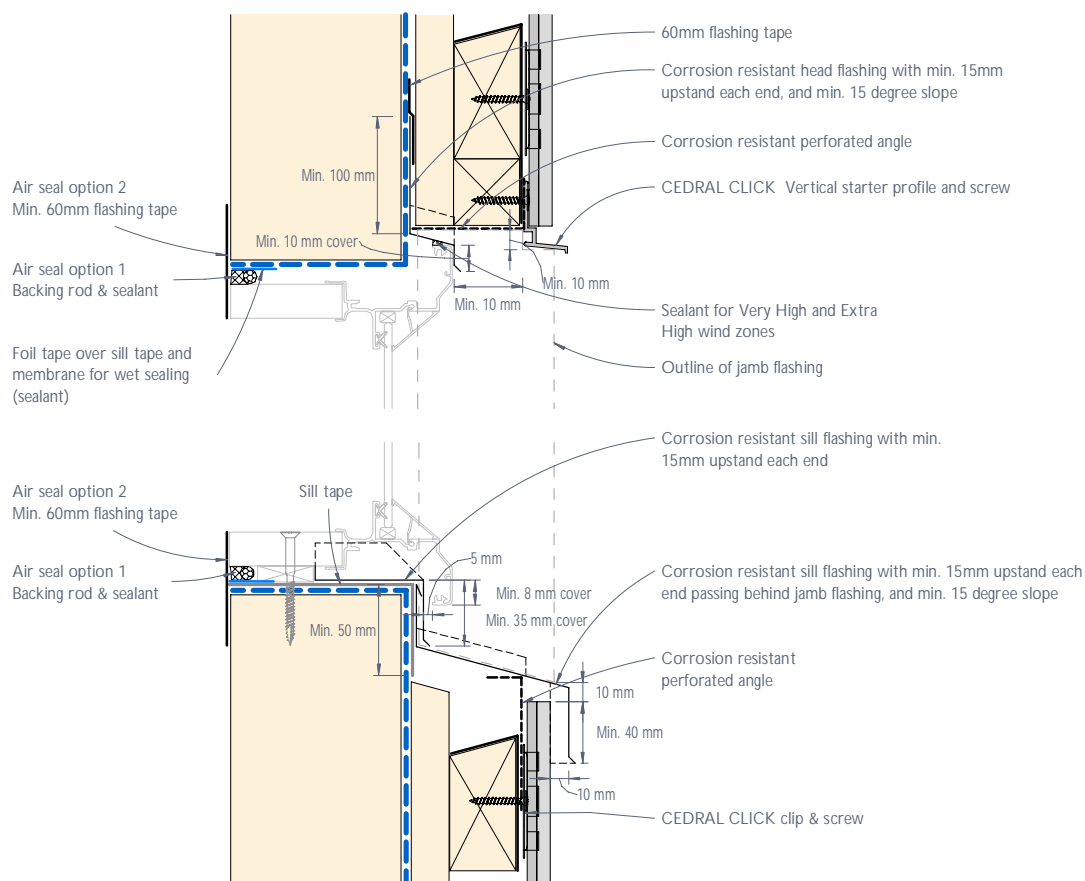 60mm flashing tape
Corrosion resistant head flashing with min. 15mm
upstand each end, and min. 15 degree slope
Corrosion resistant perforated angle
CEDRAL CLICK Vertical starter profile and screw
Min. 100 mm
Air seal option 2
Min. 60mm flashing tape
Min. 10 mm cover
Air seal option 1
Backing rod & sealant
Min. 10 mm
Min. 10 mm
Sealant for Very High and Extra
High wind zones
Foil tape over sill tape and
membrane for wet sealing
(sealant)
Outline of jamb flashing
Corrosion resistant sill flashing with min.
15mm upstand each end
Air seal option 2
Min. 60mm flashing tape
Sill tape
5 mm
Air seal option 1
Backing rod & sealant
Corrosion resistant sill flashing with min. 15mm upstand each
end passing behind jamb flashing, and min. 15 degree slope
Min. 8 mm cover
Min. 35 mm cover
Min. 50 mm
Corrosion resistant
perforated angle
10 mm
Min. 40 mm
10 mm
CEDRAL CLICK clip & screw